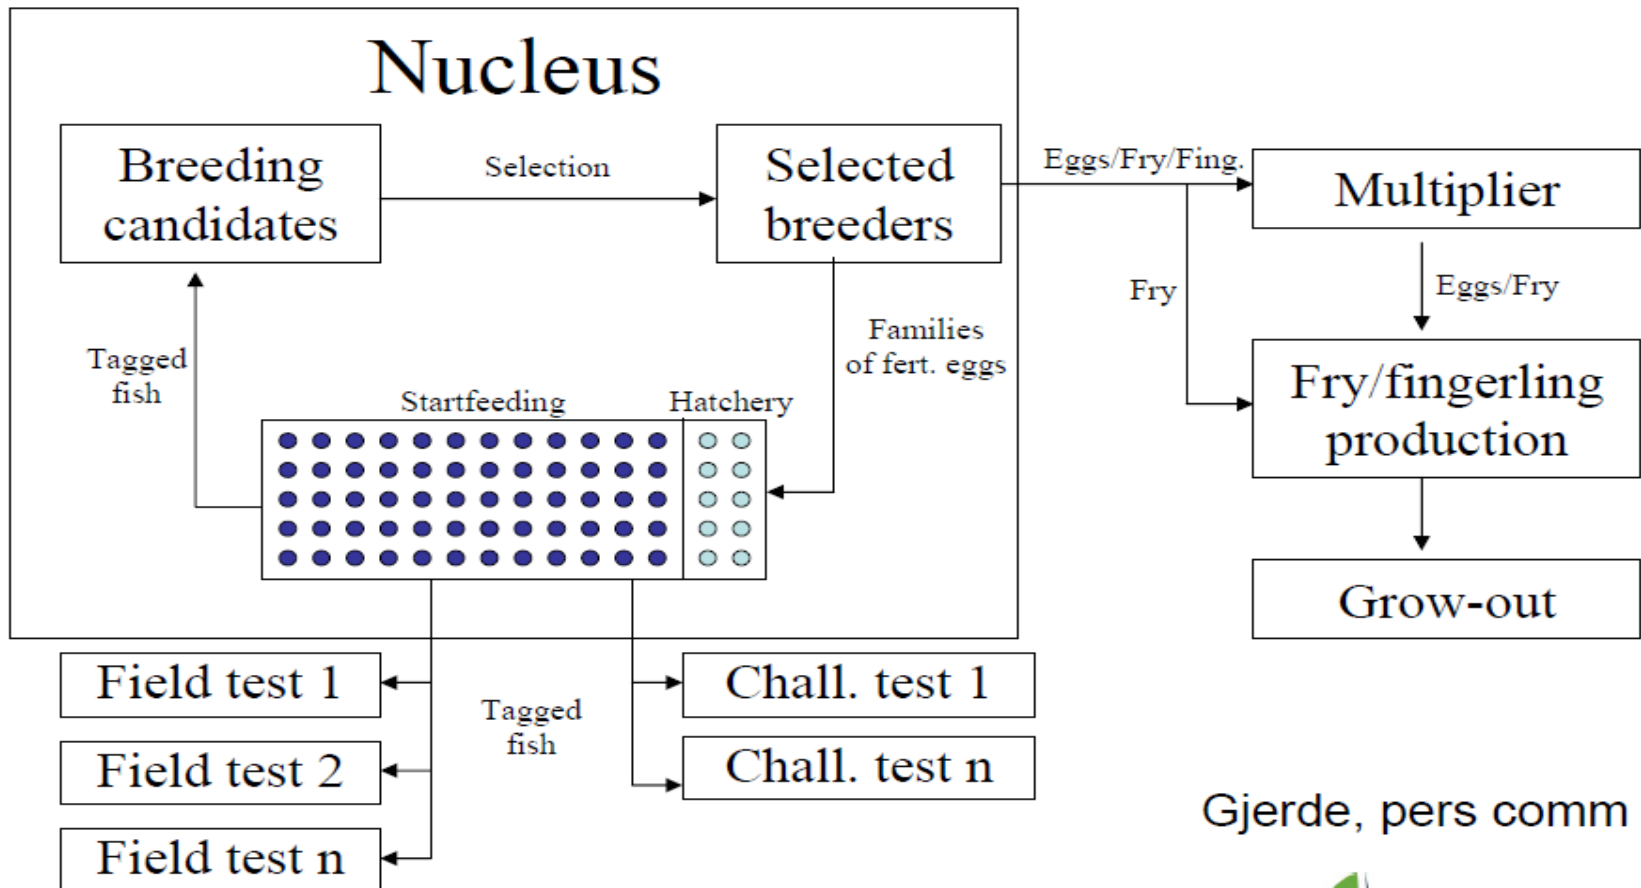 Nucleus
Breeding
candidates
Selection
Selected
breeders
Eggs/Fry/Fing.
Multiplier
Fry
Eggs/Fry
Tagged
fish
Families
of fert. eggs
Startfeeding
Hatchery
Fry/fingerling
production
Grow-out
Field test 1
Field test 2
Field test n
Tagged
fish
Chall. test 1
Chall. test n
Gjerde, pers comm